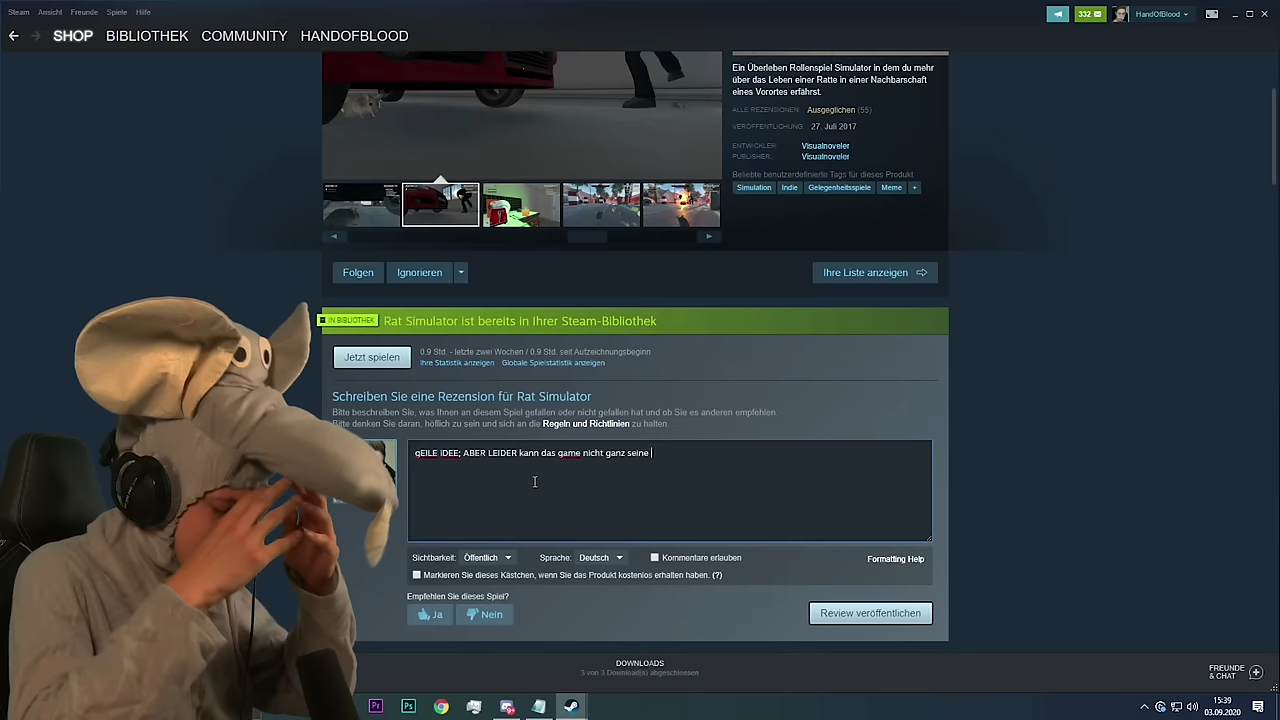 Steam Ansicht Freunde Spiele Hilfe
332
HandOfBlood
SHOP BIBLIOTHEK COMMUNITY HANDOFBLOOD
Ein Überleben Rollenspiel Simulator in dem du mehr
über das Leben einer Ratte in einer Nachbarschaft
eines Vorortes erfährst.
ALLE REZENSIONEN: Ausgeglichen (55)
VERÖFFENTLICHUNG: 27. Juli 2017
ENTWICKLER: Visualnoveler
PUBLISHER: Visualnoveler
Beliebte benutzerdefinierte Tags für dieses Produkt
Simulation Indie Gelegenheitsspiele Meme +
Folgen Ignorieren Ihre Liste anzeigen
IN BIBLIOTHEK Rat Simulator ist bereits in Ihrer Steam-Bibliothek
Jetzt spielen
0.9 Std. - letzte zwei Wochen / 0.9 Std. seit Aufzeichnungsbeginn
Ihre Statistik anzeigen Globale Spielstatistik anzeigen
Schreiben Sie eine Rezension für Rat Simulator
Bitte beschreiben Sie, was Ihnen an diesem Spiel gefallen oder nicht gefallen hat und ob Sie es anderen empfehlen.
Bitte denken Sie daran, höflich zu sein und sich an die Regeln und Richtlinien zu halten.
gEILE IDEE; ABER LEIDER kann das game nicht ganz seine
Sichtbarkeit: Öffentlich Sprache: Deutsch Kommentare erlauben Formatting Help
Markieren Sie dieses Kästchen, wenn Sie das Produkt kostenlos erhalten haben. (?)
Empfehlen Sie dieses Spiel?
Ja Nein Review veröffentlichen
DOWNLOADS
3 von 3 Download(s) abgeschlossen
FREUNDE
& CHAT
Pr Ps
15:39
03.09.2020